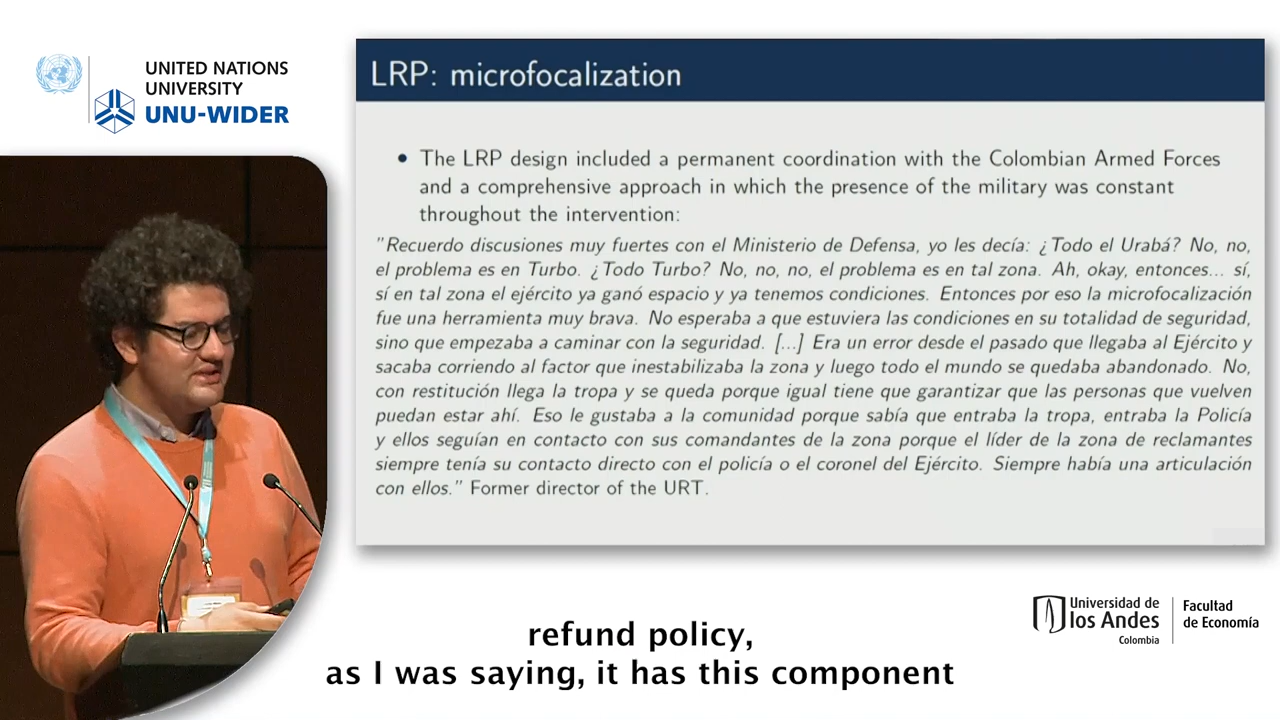 UNITED NATIONS
UNIVERSITY
UNU-WIDER
LRP: microfocalization
• The LRP design included a permanent coordination with the Colombian Armed Forces
and a comprehensive approach in which the presence of the military was constant
throughout the intervention:
"Recuerdo discusiones muy fuertes con el Ministerio de Defensa, yo les decía: ¿Todo el Urabá? No, no,
el problema es en Turbo. ¿Todo Turbo? No, no, no, el problema es en tal zona. Ah, okay, entonces... sí,
sí en tal zona el ejército ya ganó espacio y ya tenemos condiciones. Entonces por eso la microfocalización
fue una herramienta muy brava. No esperaba a que estuviera las condiciones en su totalidad de seguridad,
sino que empezaba a caminar con la seguridad. [...] Era un error desde el pasado que llegaba al Ejército y
sacaba corriendo al factor que inestabilizaba la zona y luego todo el mundo se quedaba abandonado. No,
con restitución llega la tropa y se queda porque igual tiene que garantizar que las personas que vuelven
puedan estar ahí. Eso le gustaba a la comunidad porque sabía que entraba la tropa, entraba la Policía
y ellos seguían en contacto con sus comandantes de la zona porque el líder de la zona de reclamantes
siempre tenía su contacto directo con el policía o el coronel del Ejército. Siempre había una articulación
con ellos." Former director of the URT.
Universidad de
los Andes
Colombia
Facultad
de Economía
refund policy,
as I was saying, it has this component